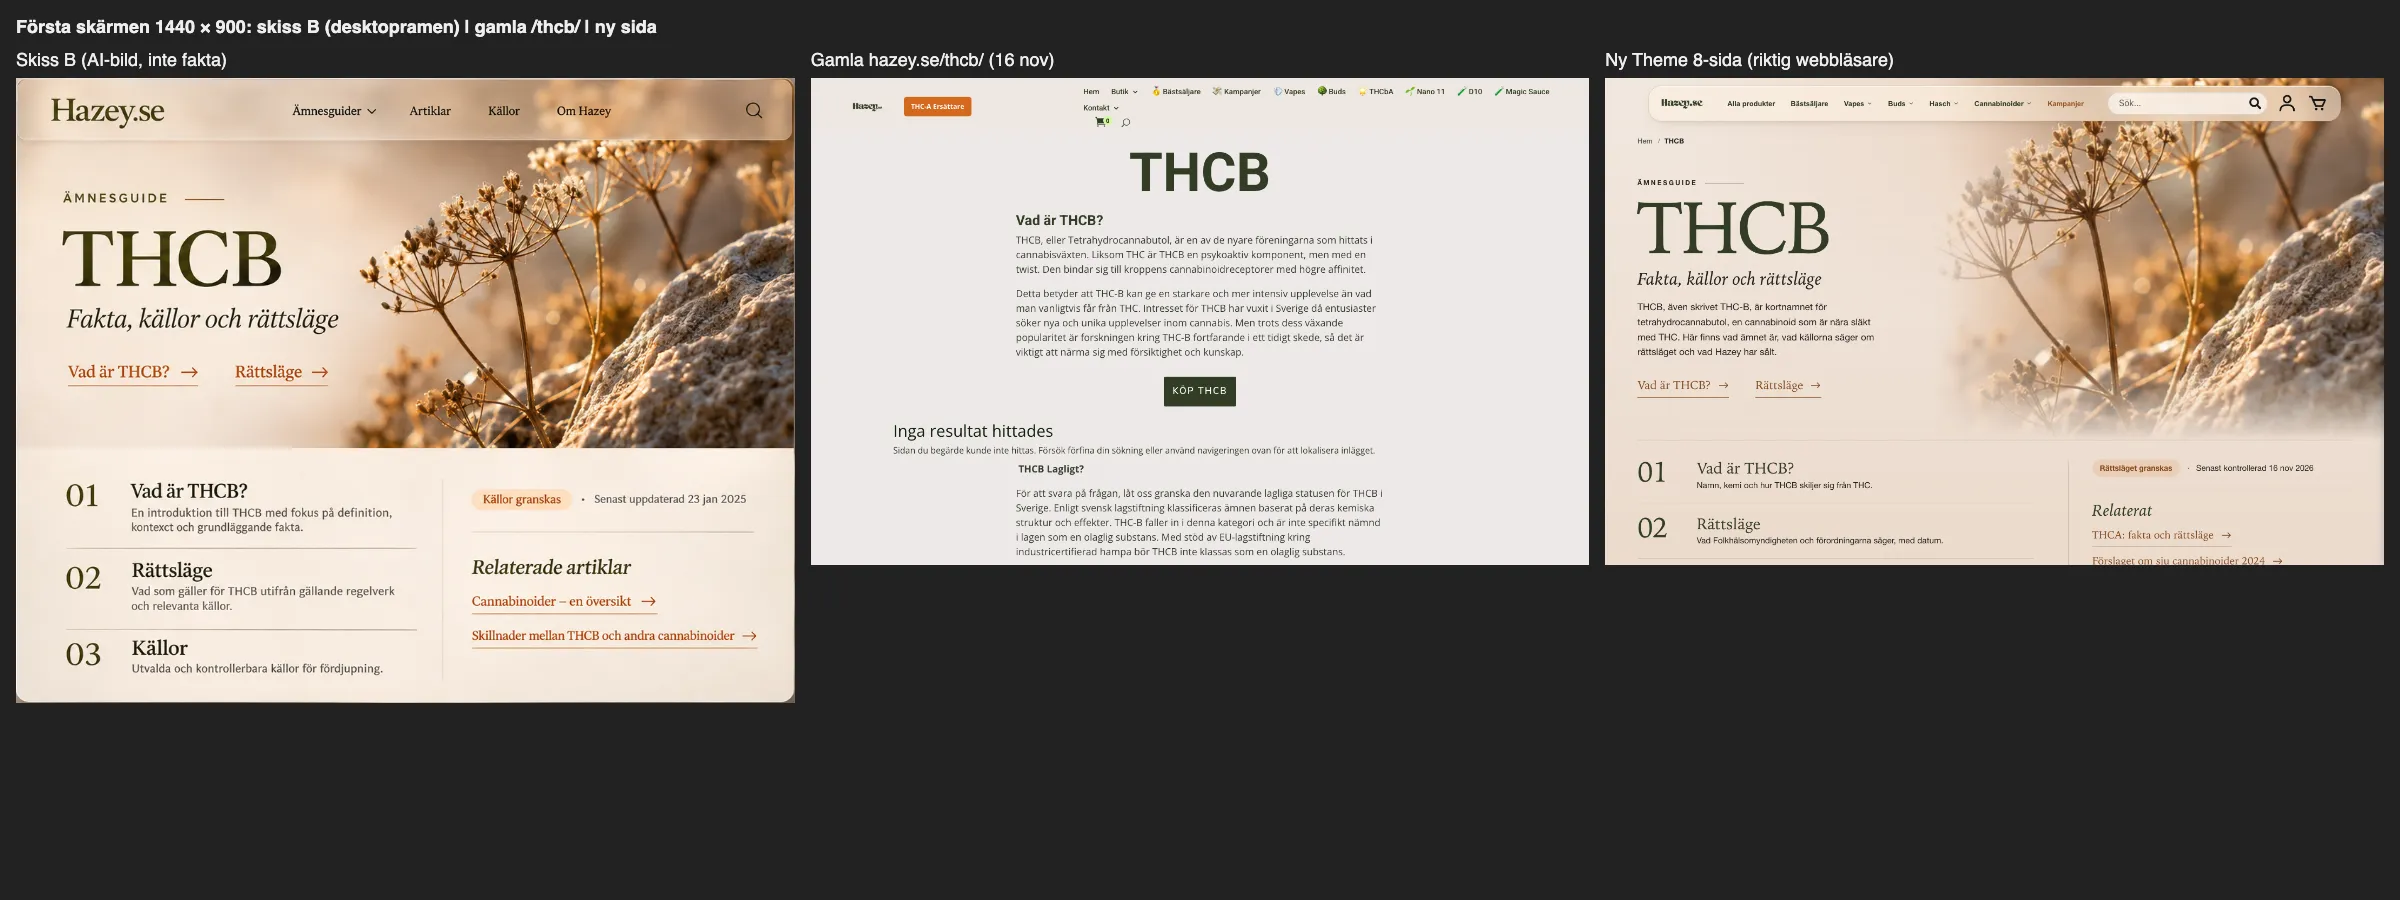 Första skärmen 1440 × 900: skiss B (desktopramen) | gamla /thcb/ | ny sida
Skiss B (AI-bild, inte fakta)
Hazey.se
Ämnesguider
Artiklar
Källor
Om Hazey
ÄMNESGUIDE
THCB
Fakta, källor och rättsläge
Vad är THCB? →
Rättsläge →
01
Vad är THCB?
En introduktion till THCB med fokus på definition,
kontexct och grundläggande fakta.
02
Rättsläge
Vad som gäller för THCB utifrån gällande regelverk
och relevanta källor.
03
Källor
Utvalda och kontrollerbara källor för fördjupning.
Källor granskas • Senast uppdaterad 23 jan 2025
Relaterade artiklar
Cannabinoider – en översikt →
Skillnader mellan THCB och andra cannabinoider →
Gamla hazey.se/thcb/ (16 nov)
Hazey.se
THC-A Ersättare
Hem Butik Bästsäljare Kampanjer Vapes Buds THCbA Nano 11 D10 Magic Sauce
Kontakt
0
THCB
Vad är THCB?
THCB, eller Tetrahydrocannabutol, är en av de nyare föreningarna som hittats i
cannabisväxten. Liksom THC är THCB en psykoaktiv komponent, men med en
twist. Den bindar sig till kroppens cannabinoidreceptorer med högre affinitet.
Detta betyder att THC-B kan ge en starkare och mer intensiv upplevelse än vad
man vanligtvis får från THC. Intresset för THCB har vuxit i Sverige då entusiaster
söker nya och unika upplevelser inom cannabis. Men trots dess växande
popularitet är forskningen kring THC-B fortfarande i ett tidigt skede, så det är
viktigt att närma sig med försiktighet och kunskap.
KÖP THCB
Inga resultat hittades
Sidan du begärde kunde inte hittas. Försök förfina din sökning eller använd navigeringen ovan för att lokalisera inlägget.
THCB Lagligt?
För att svara på frågan, låt oss granska den nuvarande lagliga statusen för THCB i
Sverige. Enligt svensk lagstiftning klassificeras ämnen baserat på deras kemiska
struktur och effekter. THC-B faller in i denna kategori och är inte specifikt nämnd
i lagen som en olaglig substans. Med stöd av EU-lagstiftning kring
industricertifierad hampa bör THCB inte klassas som en olaglig substans.
Ny Theme 8-sida (riktig webbläsare)
Hazey.se
Alla produkter
Bästsäljare
Vapes
Buds
Hasch
Cannabinoider
Kampanjer
Sök...
Hem / THCB
ÄMNESGUIDE
THCB
Fakta, källor och rättsläge
THCB, även skrivet THC-B, är kortnamnet för
tetrahydrocannabutol, en cannabinoid som är nära släkt
med THC. Här finns vad ämnet är, vad källorna säger om
rättsläget och vad Hazey har sålt.
Vad är THCB? →
Rättsläge →
01
Vad är THCB?
Namn, kemi och hur THCB skiljer sig från THC.
02
Rättsläge
Vad Folkhälsomyndigheten och förordningarna säger, med datum.
Rättsläget granskas · Senast kontrollerad 16 nov 2026
Relaterat
THCA: fakta och rättsläge →
Förslaget om sju cannabinoider 2024 →